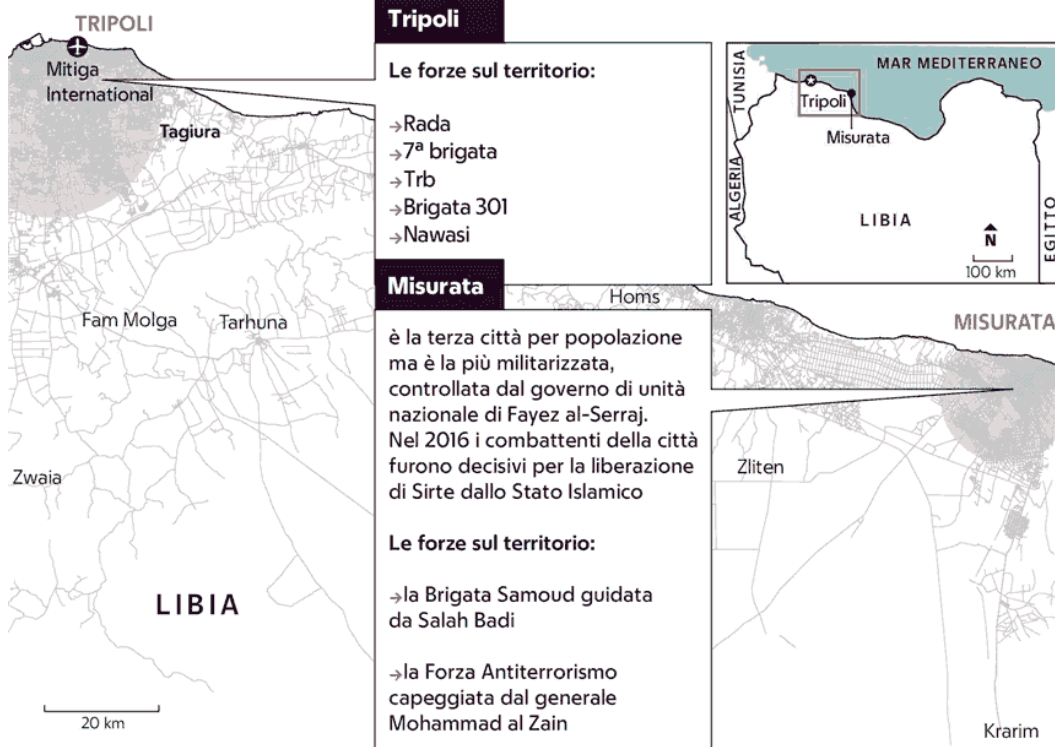 TRIPOLI
Mitiga
International
Tagiura
Fam Molga
Tarhuna
Zwaia
LIBIA
20 km
Tripoli
Le forze sul territorio:
→Rada
→7ª brigata
→Trb
→Brigata 301
→Nawasi
Misurata
è la terza città per popolazione
ma è la più militarizzata,
controllata dal governo di unità
nazionale di Fayez al-Serraj.
Nel 2016 i combattenti della città
furono decisivi per la liberazione
di Sirte dallo Stato Islamico
Le forze sul territorio:
→la Brigata Samoud guidata
da Salah Badi
→la Forza Antiterrorismo
capeggiata dal generale
Mohammad al Zain
TUNISIA
MAR MEDITERRANEO
Tripoli
Misurata
ALGERIA
LIBIA
EGITTO
N
100 km
Homs
MISURATA
Zliten
Krarim